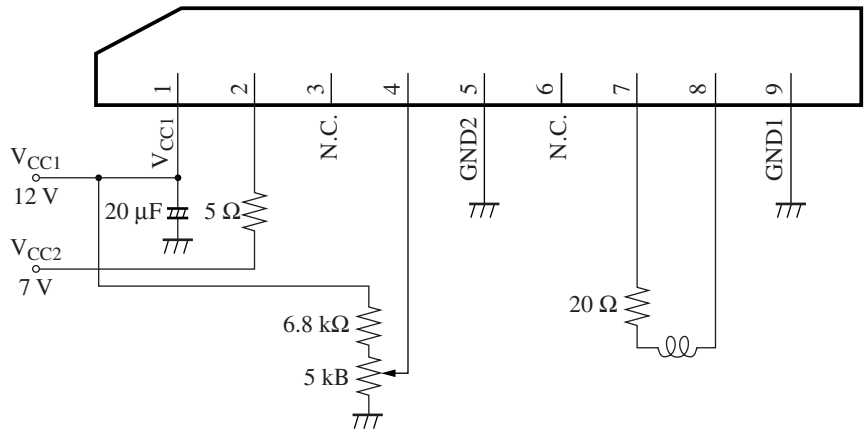 1 2 3 4 5 6 7 8 9
VCC1 N.C. GND2 N.C. GND1
VCC1
12 V
20 μF 5 Ω
VCC2
7 V
6.8 kΩ
5 kB
20 Ω